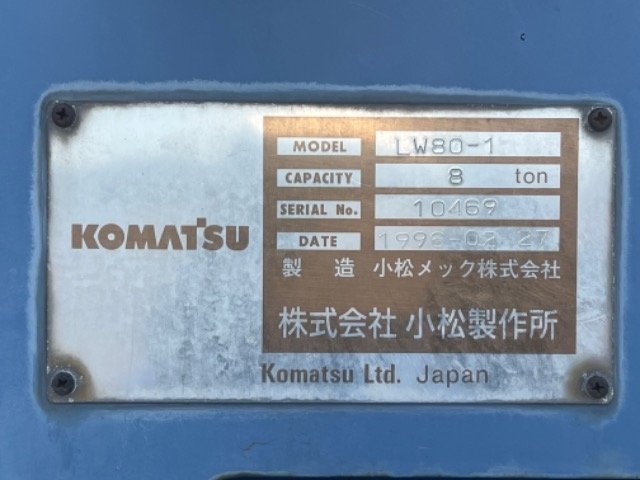 KOMATSU
MODEL LW80-1
CAPACITY 8 ton
SERIAL No. 10469
DATE
製造 小松メック株式会社
株式会社 小松製作所
Komatsu Ltd. Japan